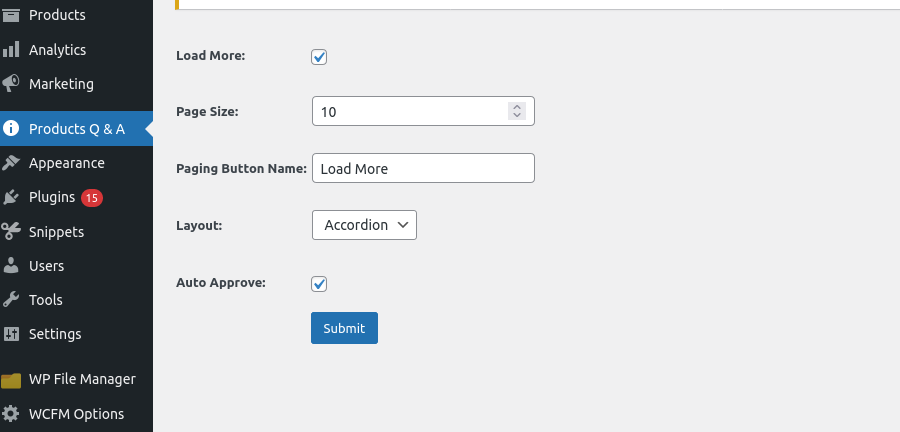 Products
Analytics
Marketing
Products Q & A
Appearance
Plugins 15
Snippets
Users
Tools
Settings
WP File Manager
WCFM Options
Load More:
Page Size: 10
Paging Button Name: Load More
Layout: Accordion
Auto Approve:
Submit